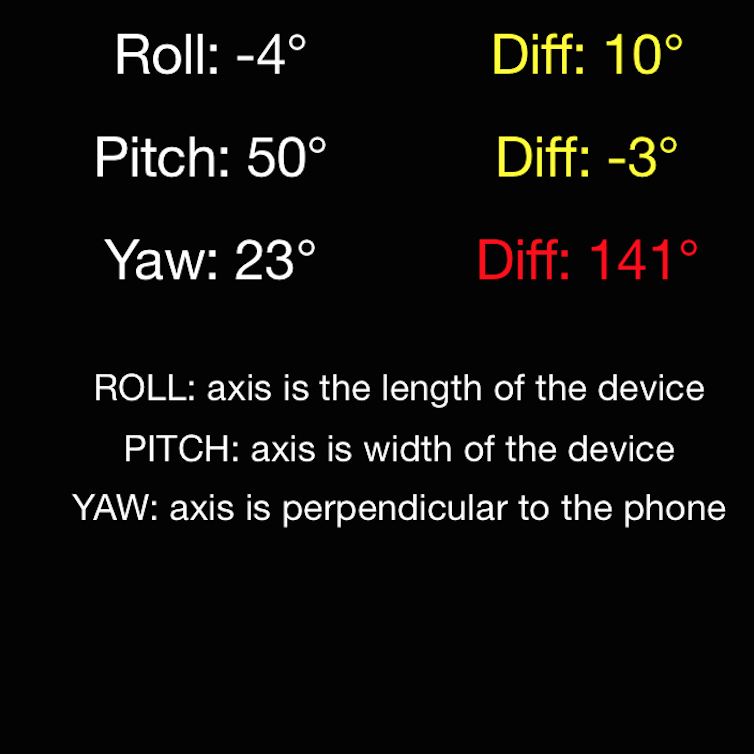 Roll: -4° Diff: 10°
Pitch: 50° Diff: -3°
Yaw: 23° Diff: 141°
ROLL: axis is the length of the device
PITCH: axis is width of the device
YAW: axis is perpendicular to the phone